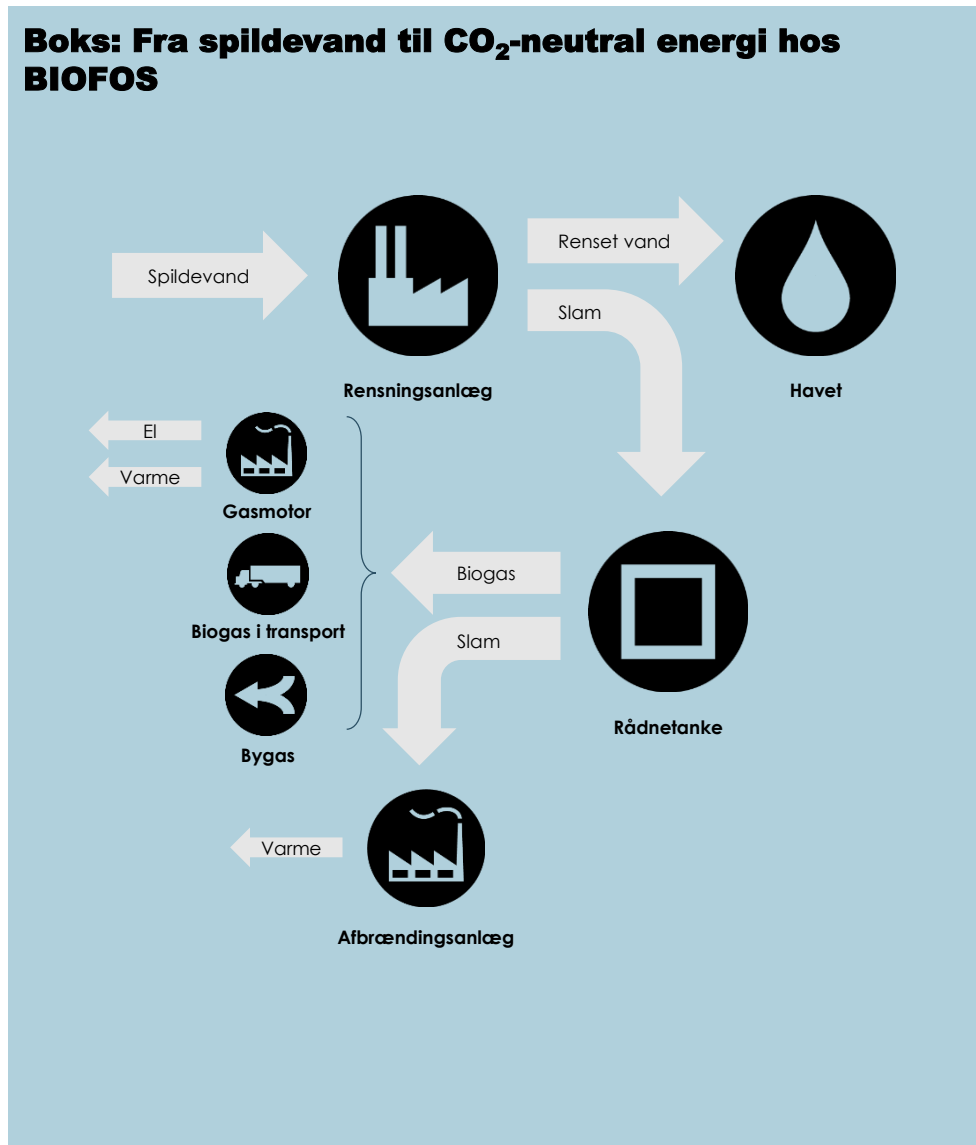 Boks: Fra spildevand til CO₂-neutral energi hos
BIOFOS
Spildevand
Renset vand
Slam
Rensningsanlæg
Havet
El
Varme
Gasmotor
Biogas
Biogas i transport
Slam
Rådnetanke
Bygas
Varme
Afbrændingsanlæg